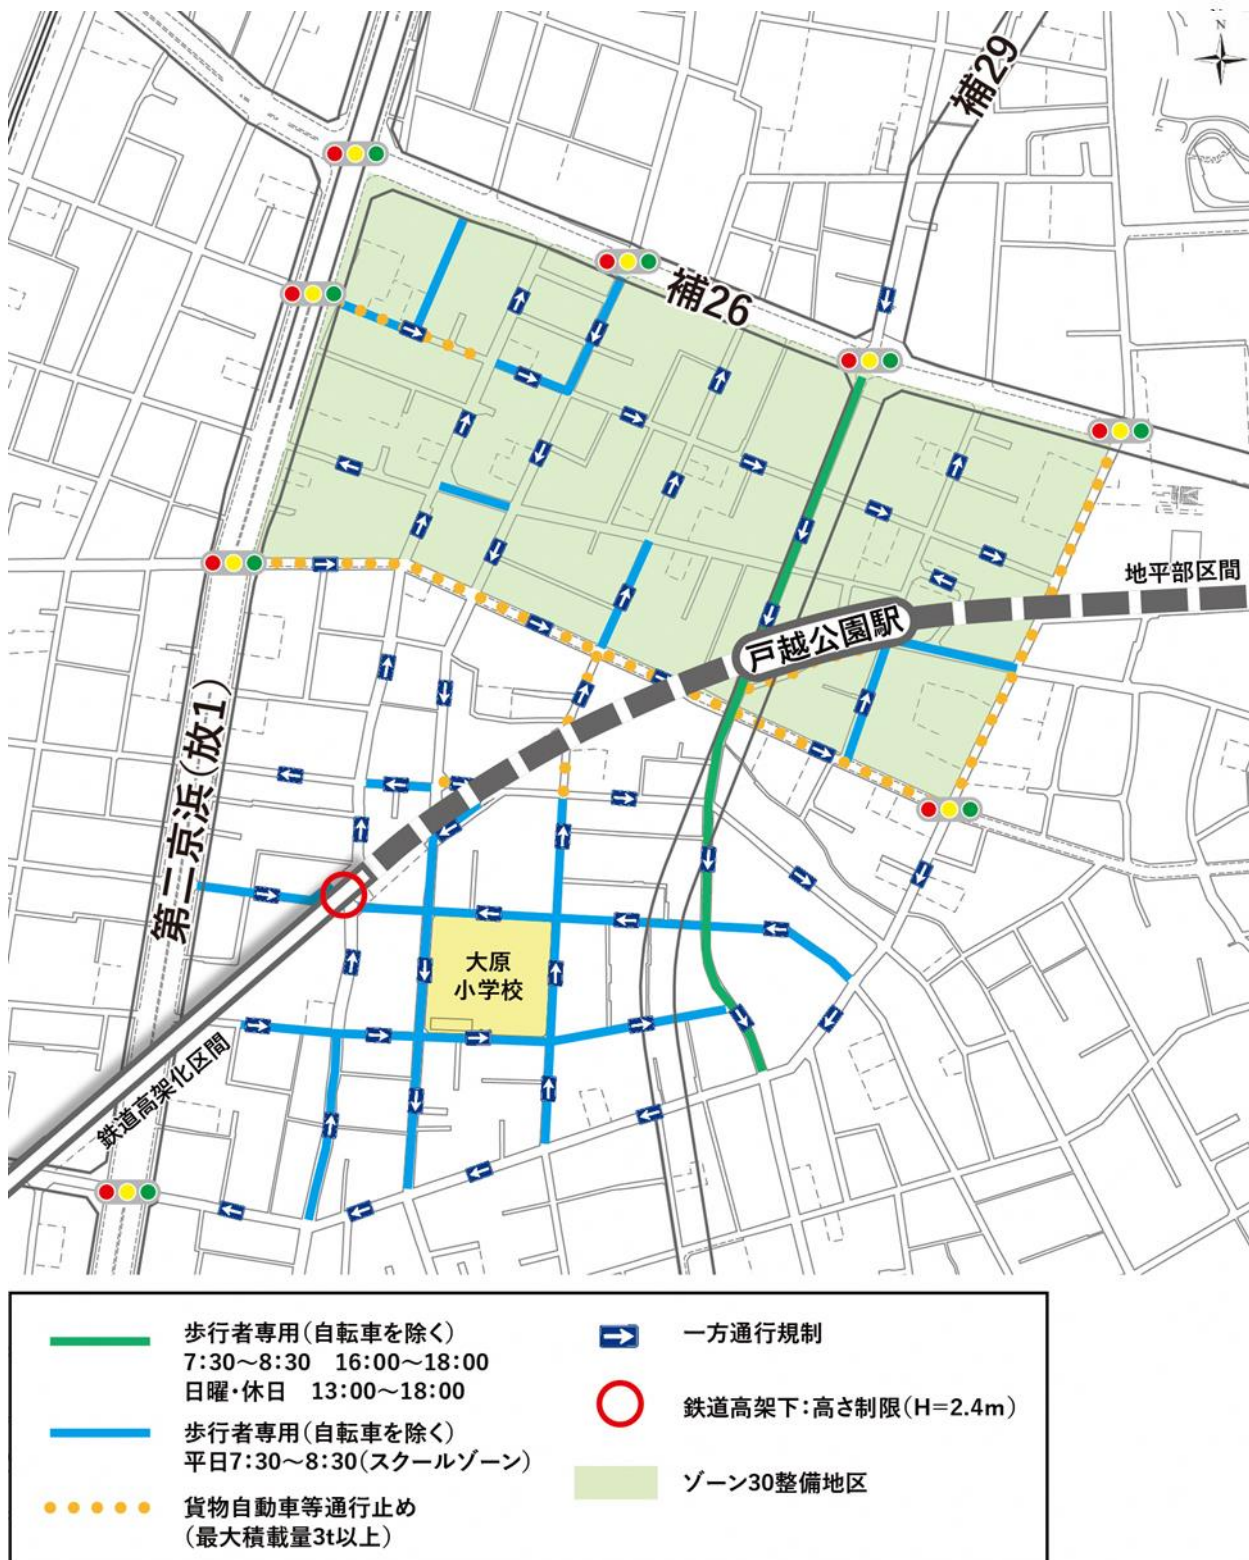 N
補29
補26
地平部区間
戸越公園駅
第二京浜(放1)
大原
小学校
鉄道高架化区間
歩行者専用(自転車を除く)
7:30～8:30　16:00～18:00
日曜・休日　13:00～18:00
歩行者専用(自転車を除く)
平日7:30～8:30(スクールゾーン)
貨物自動車等通行止め
(最大積載量3t以上)
一方通行規制
鉄道高架下:高さ制限(H=2.4m)
ゾーン30整備地区